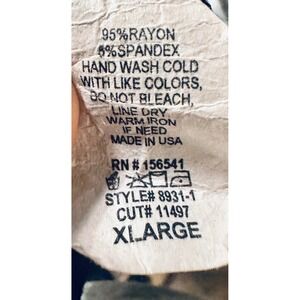 95%RAYON
5%SPANDEX
HAND WASH COLD
WITH LIKE COLORS,
DO NOT BLEACH,
LINE DRY
WARM IRON
IF NEED
MADE IN USA
RN # 156541
STYLE# 8931-1
CUT# 11497
XLARGE